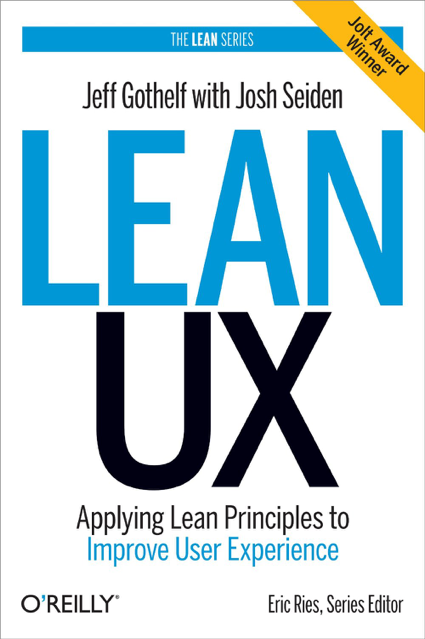 THE LEAN SERIES
Jolt Award
Winner
Jeff Gothelf with Josh Seiden
LEAN
UX
Applying Lean Principles to
Improve User Experience
O'REILLY®
Eric Ries, Series Editor